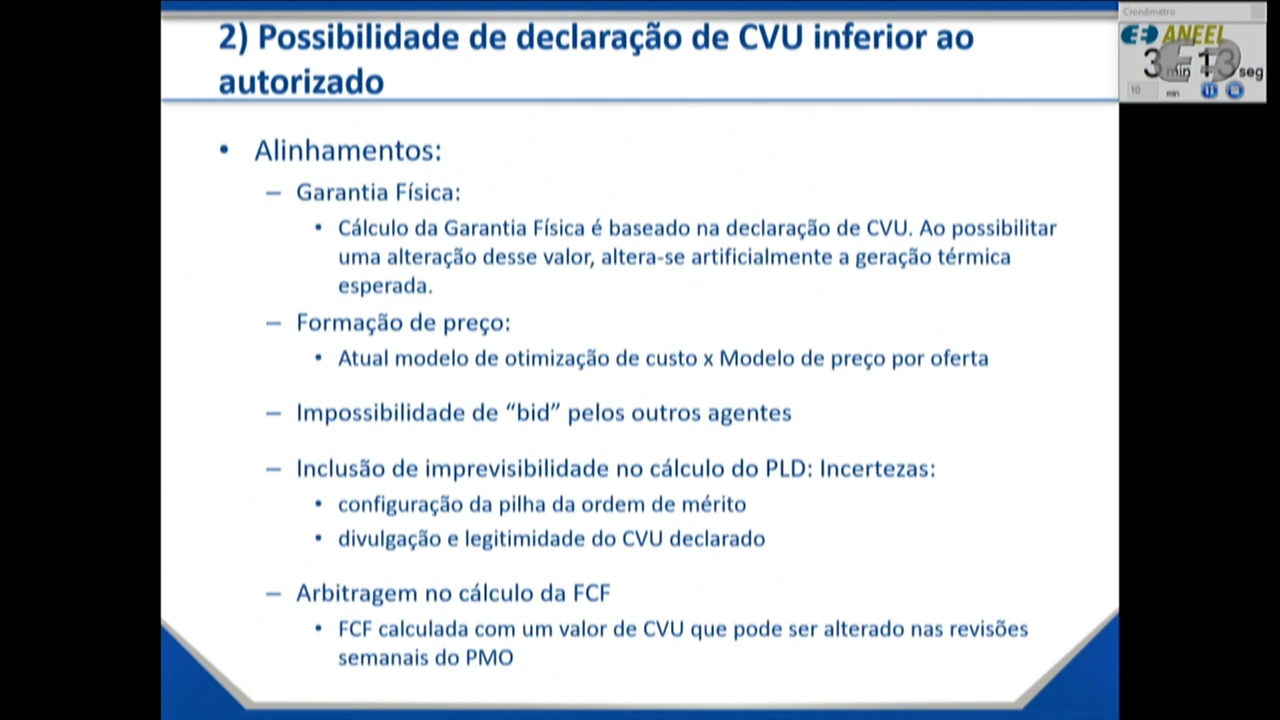 2) Possibilidade de declaração de CVU inferior ao
autorizado
• Alinhamentos:
– Garantia Física:
• Cálculo da Garantia Física é baseado na declaração de CVU. Ao possibilitar
uma alteração desse valor, altera-se artificialmente a geração térmica
esperada.
– Formação de preço:
• Atual modelo de otimização de custo x Modelo de preço por oferta
– Impossibilidade de “bid” pelos outros agentes
– Inclusão de imprevisibilidade no cálculo do PLD: Incertezas:
• configuração da pilha da ordem de mérito
• divulgação e legitimidade do CVU declarado
– Arbitragem no cálculo da FCF
• FCF calculada com um valor de CVU que pode ser alterado nas revisões
semanais do PMO
Cronômetro
ANEEL
3 min 13 seg
10 min